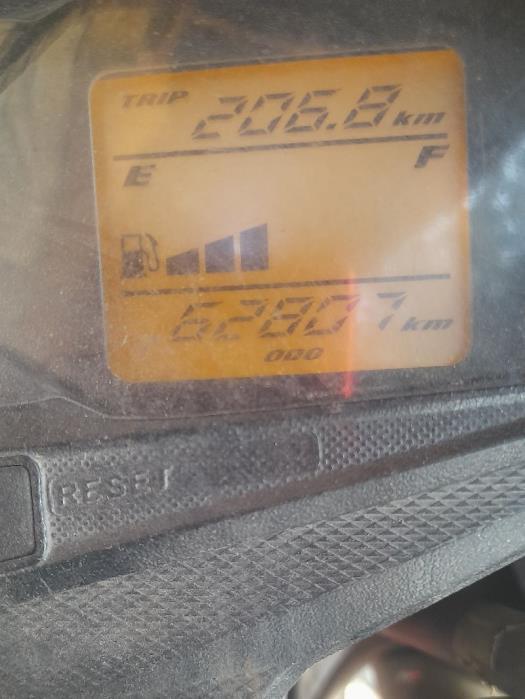 TRIP 206.8 km
E F
62807 km
ODO
RESET